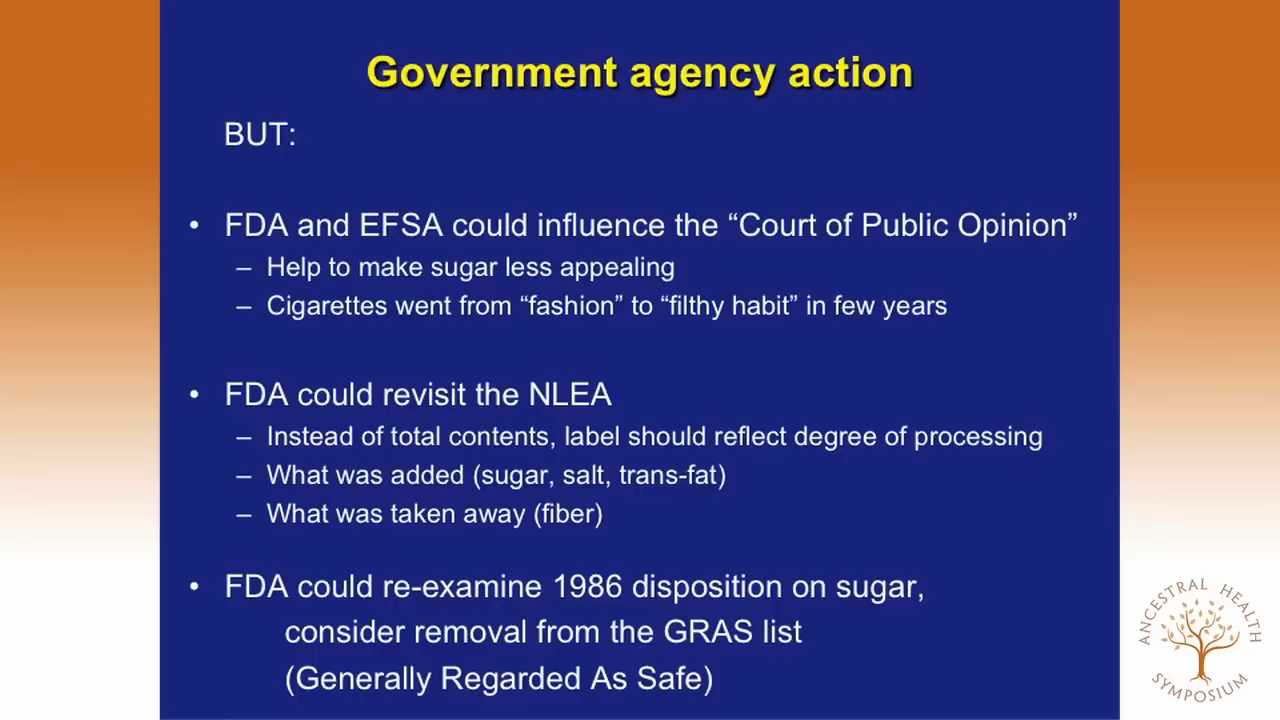 Government agency action
BUT:
• FDA and EFSA could influence the “Court of Public Opinion”
– Help to make sugar less appealing
– Cigarettes went from “fashion” to “filthy habit” in few years
• FDA could revisit the NLEA
– Instead of total contents, label should reflect degree of processing
– What was added (sugar, salt, trans-fat)
– What was taken away (fiber)
• FDA could re-examine 1986 disposition on sugar,
consider removal from the GRAS list
(Generally Regarded As Safe)
ANCESTRAL HEALTH
SYMPOSIUM